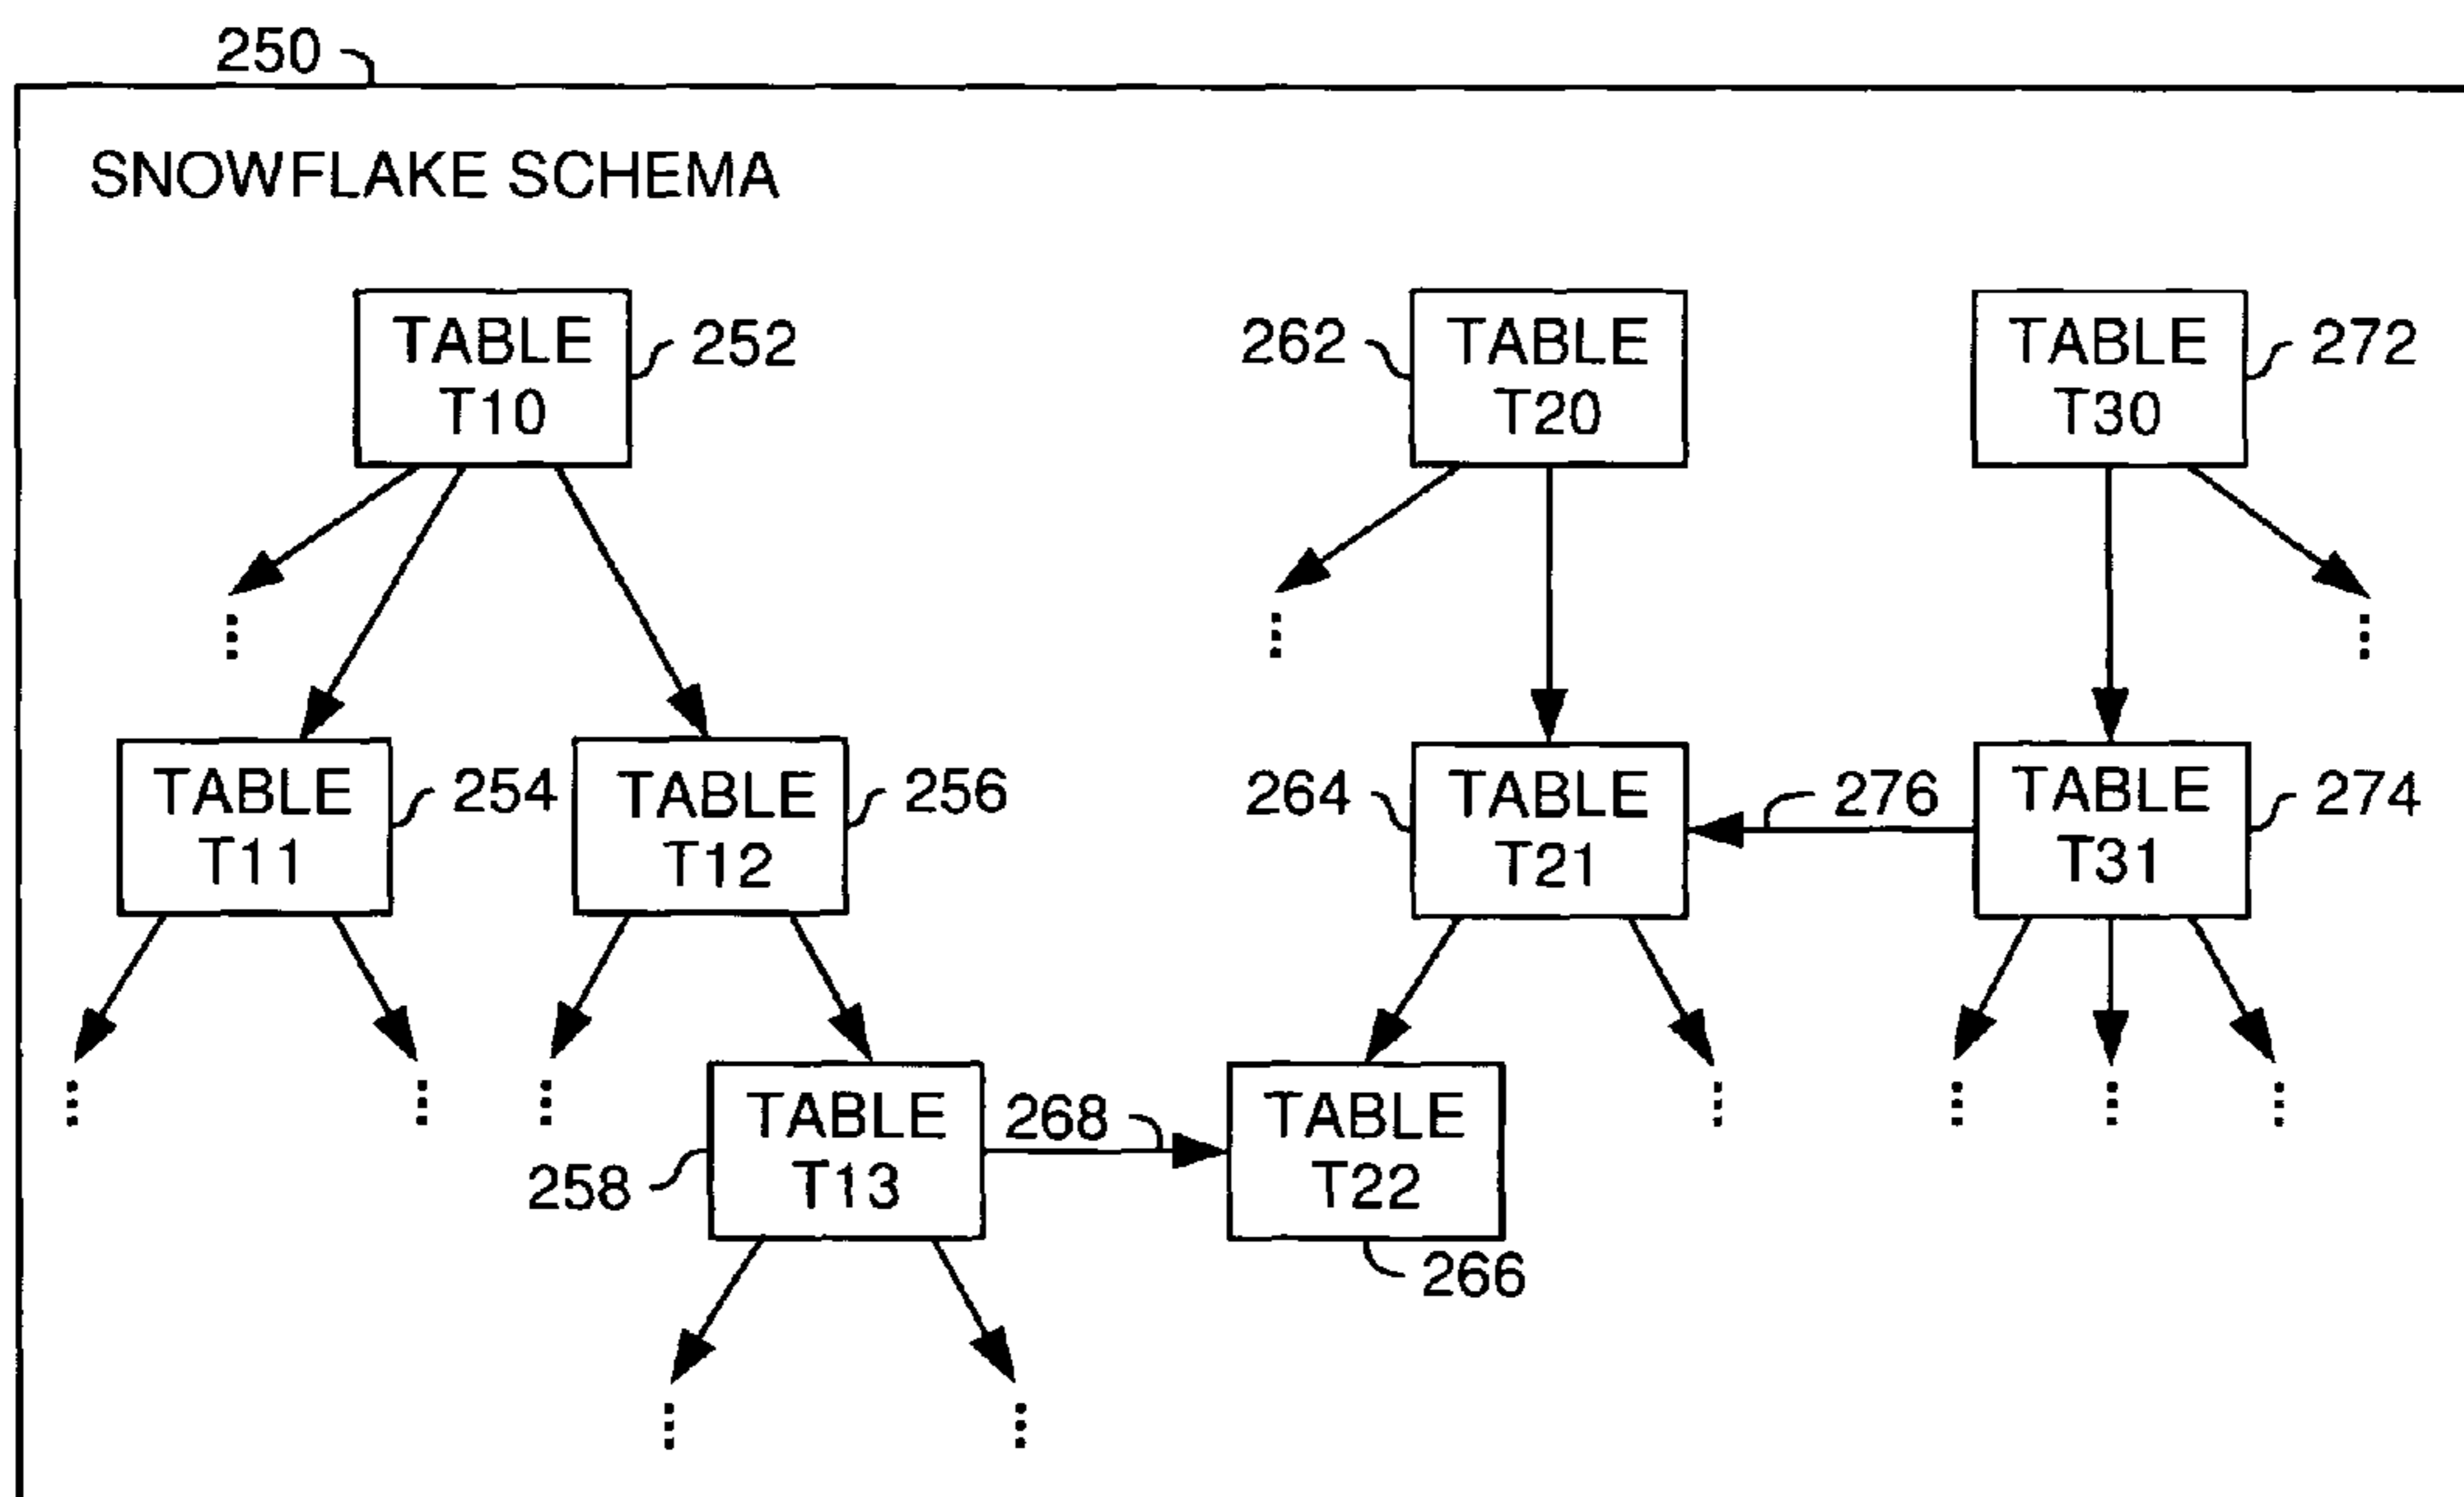 250
SNOWFLAKE SCHEMA
TABLE
T10
252
262
TABLE
T20
TABLE
T30
272
TABLE
T11
254
TABLE
T12
256
264
TABLE
T21
276
TABLE
T31
274
258
TABLE
T13
268
TABLE
T22
266